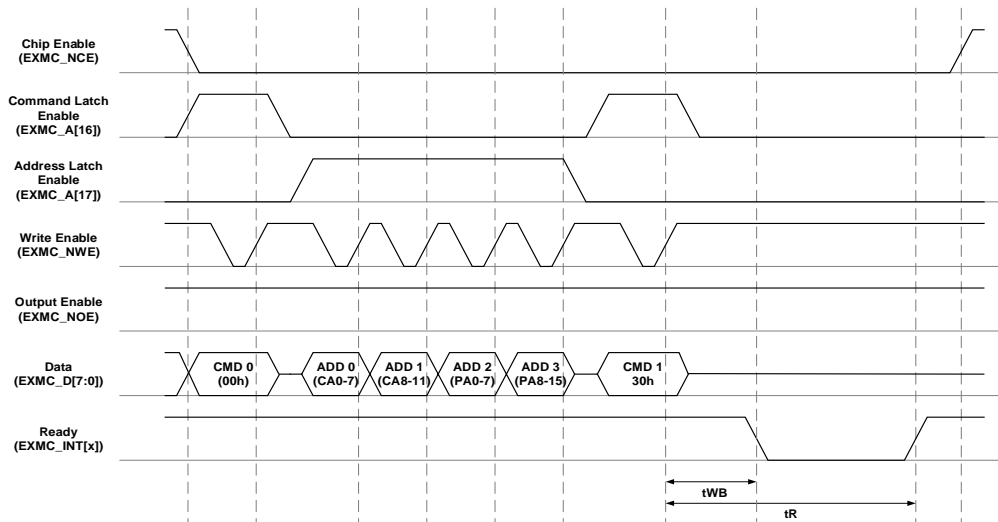 Chip Enable
(EXMC_NCE)
Command Latch
Enable
(EXMC_A[16])
Address Latch
Enable
(EXMC_A[17])
Write Enable
(EXMC_NWE)
Output Enable
(EXMC_NOE)
Data
(EXMC_D[7:0])
CMD 0
(00h)
ADD 0
(CA0-7)
ADD 1
(CA8-11)
ADD 2
(PA0-7)
ADD 3
(PA8-15)
CMD 1
30h
Ready
(EXMC_INT[x])
tWB
tR